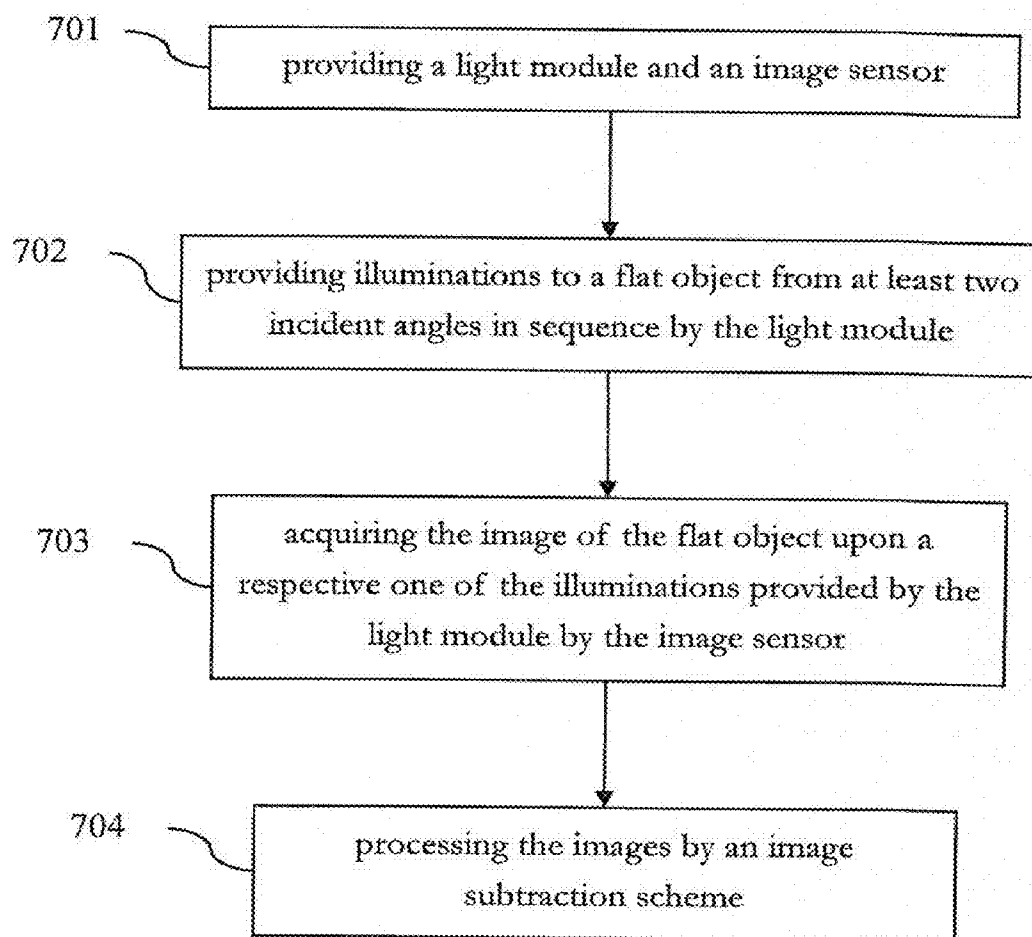 701
providing a light module and an image sensor
702
providing illuminations to a flat object from at least two
incident angles in sequence by the light module
703
acquiring the image of the flat object upon a
respective one of the illuminations provided by the
light module by the image sensor
704
processing the images by an image
subtraction scheme